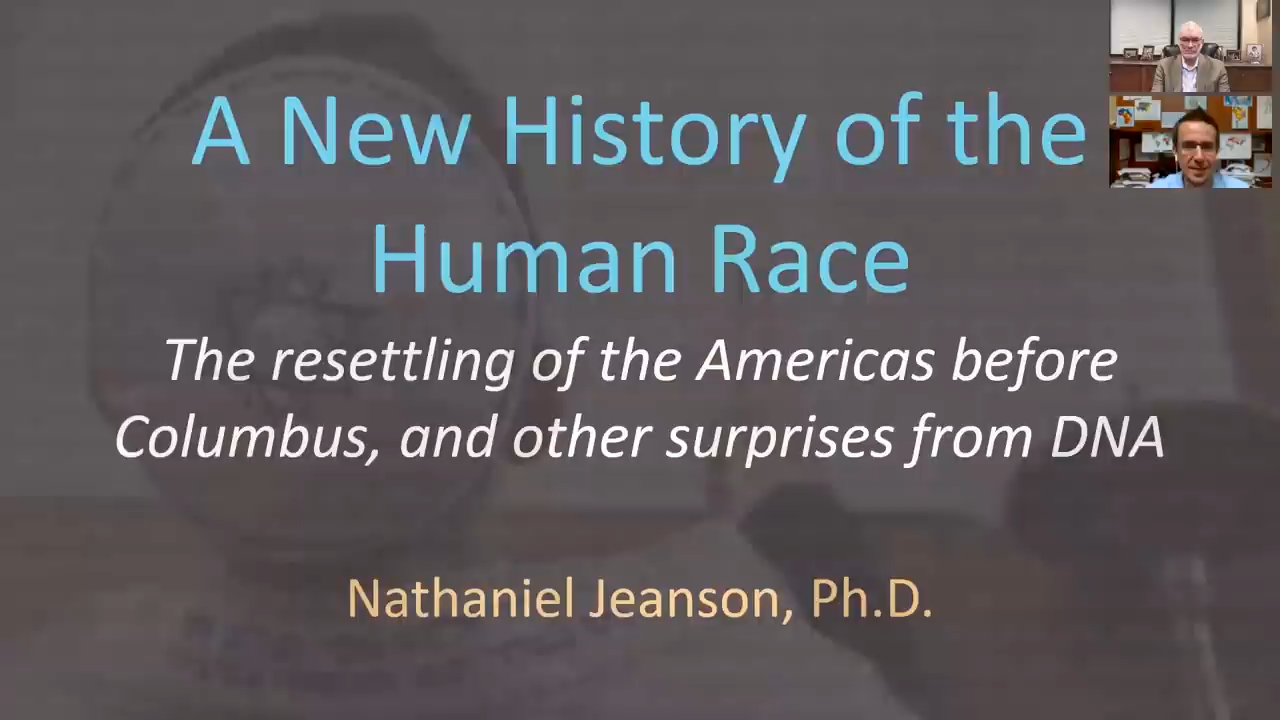 A New History of the
Human Race
The resettling of the Americas before
Columbus, and other surprises from DNA
Nathaniel Jeanson, Ph.D.